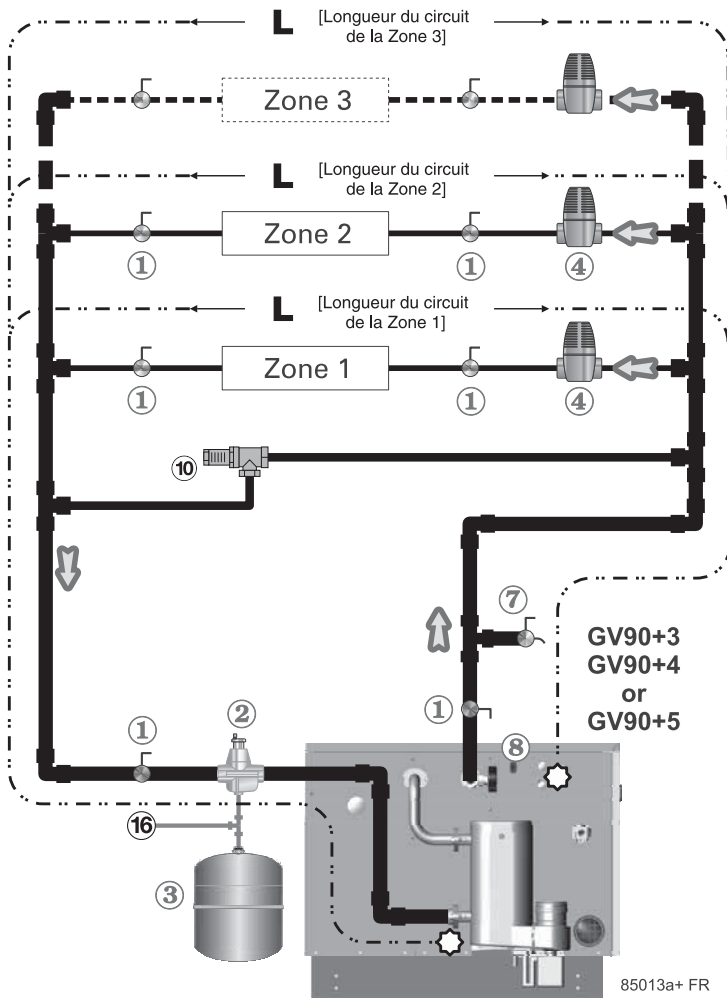 L [Longueur du circuit
de la Zone 3]
Zone 3
L [Longueur du circuit
de la Zone 2]
Zone 2
1 1 4
L [Longueur du circuit
de la Zone 1]
Zone 1
1 1 4
10
7
GV90+3
GV90+4
or
GV90+5
1 2 1 8
16
3
85013a+ FR